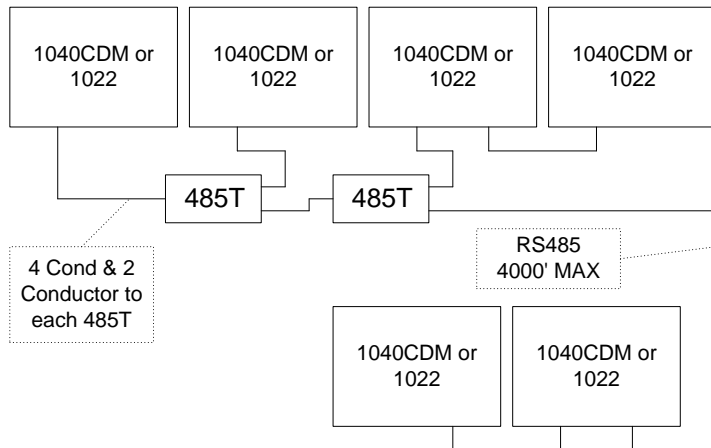 1040CDM or
1022
1040CDM or
1022
1040CDM or
1022
1040CDM or
1022
485T
485T
4 Cond & 2
Conductor to
each 485T
RS485
4000' MAX
1040CDM or
1022
1040CDM or
1022